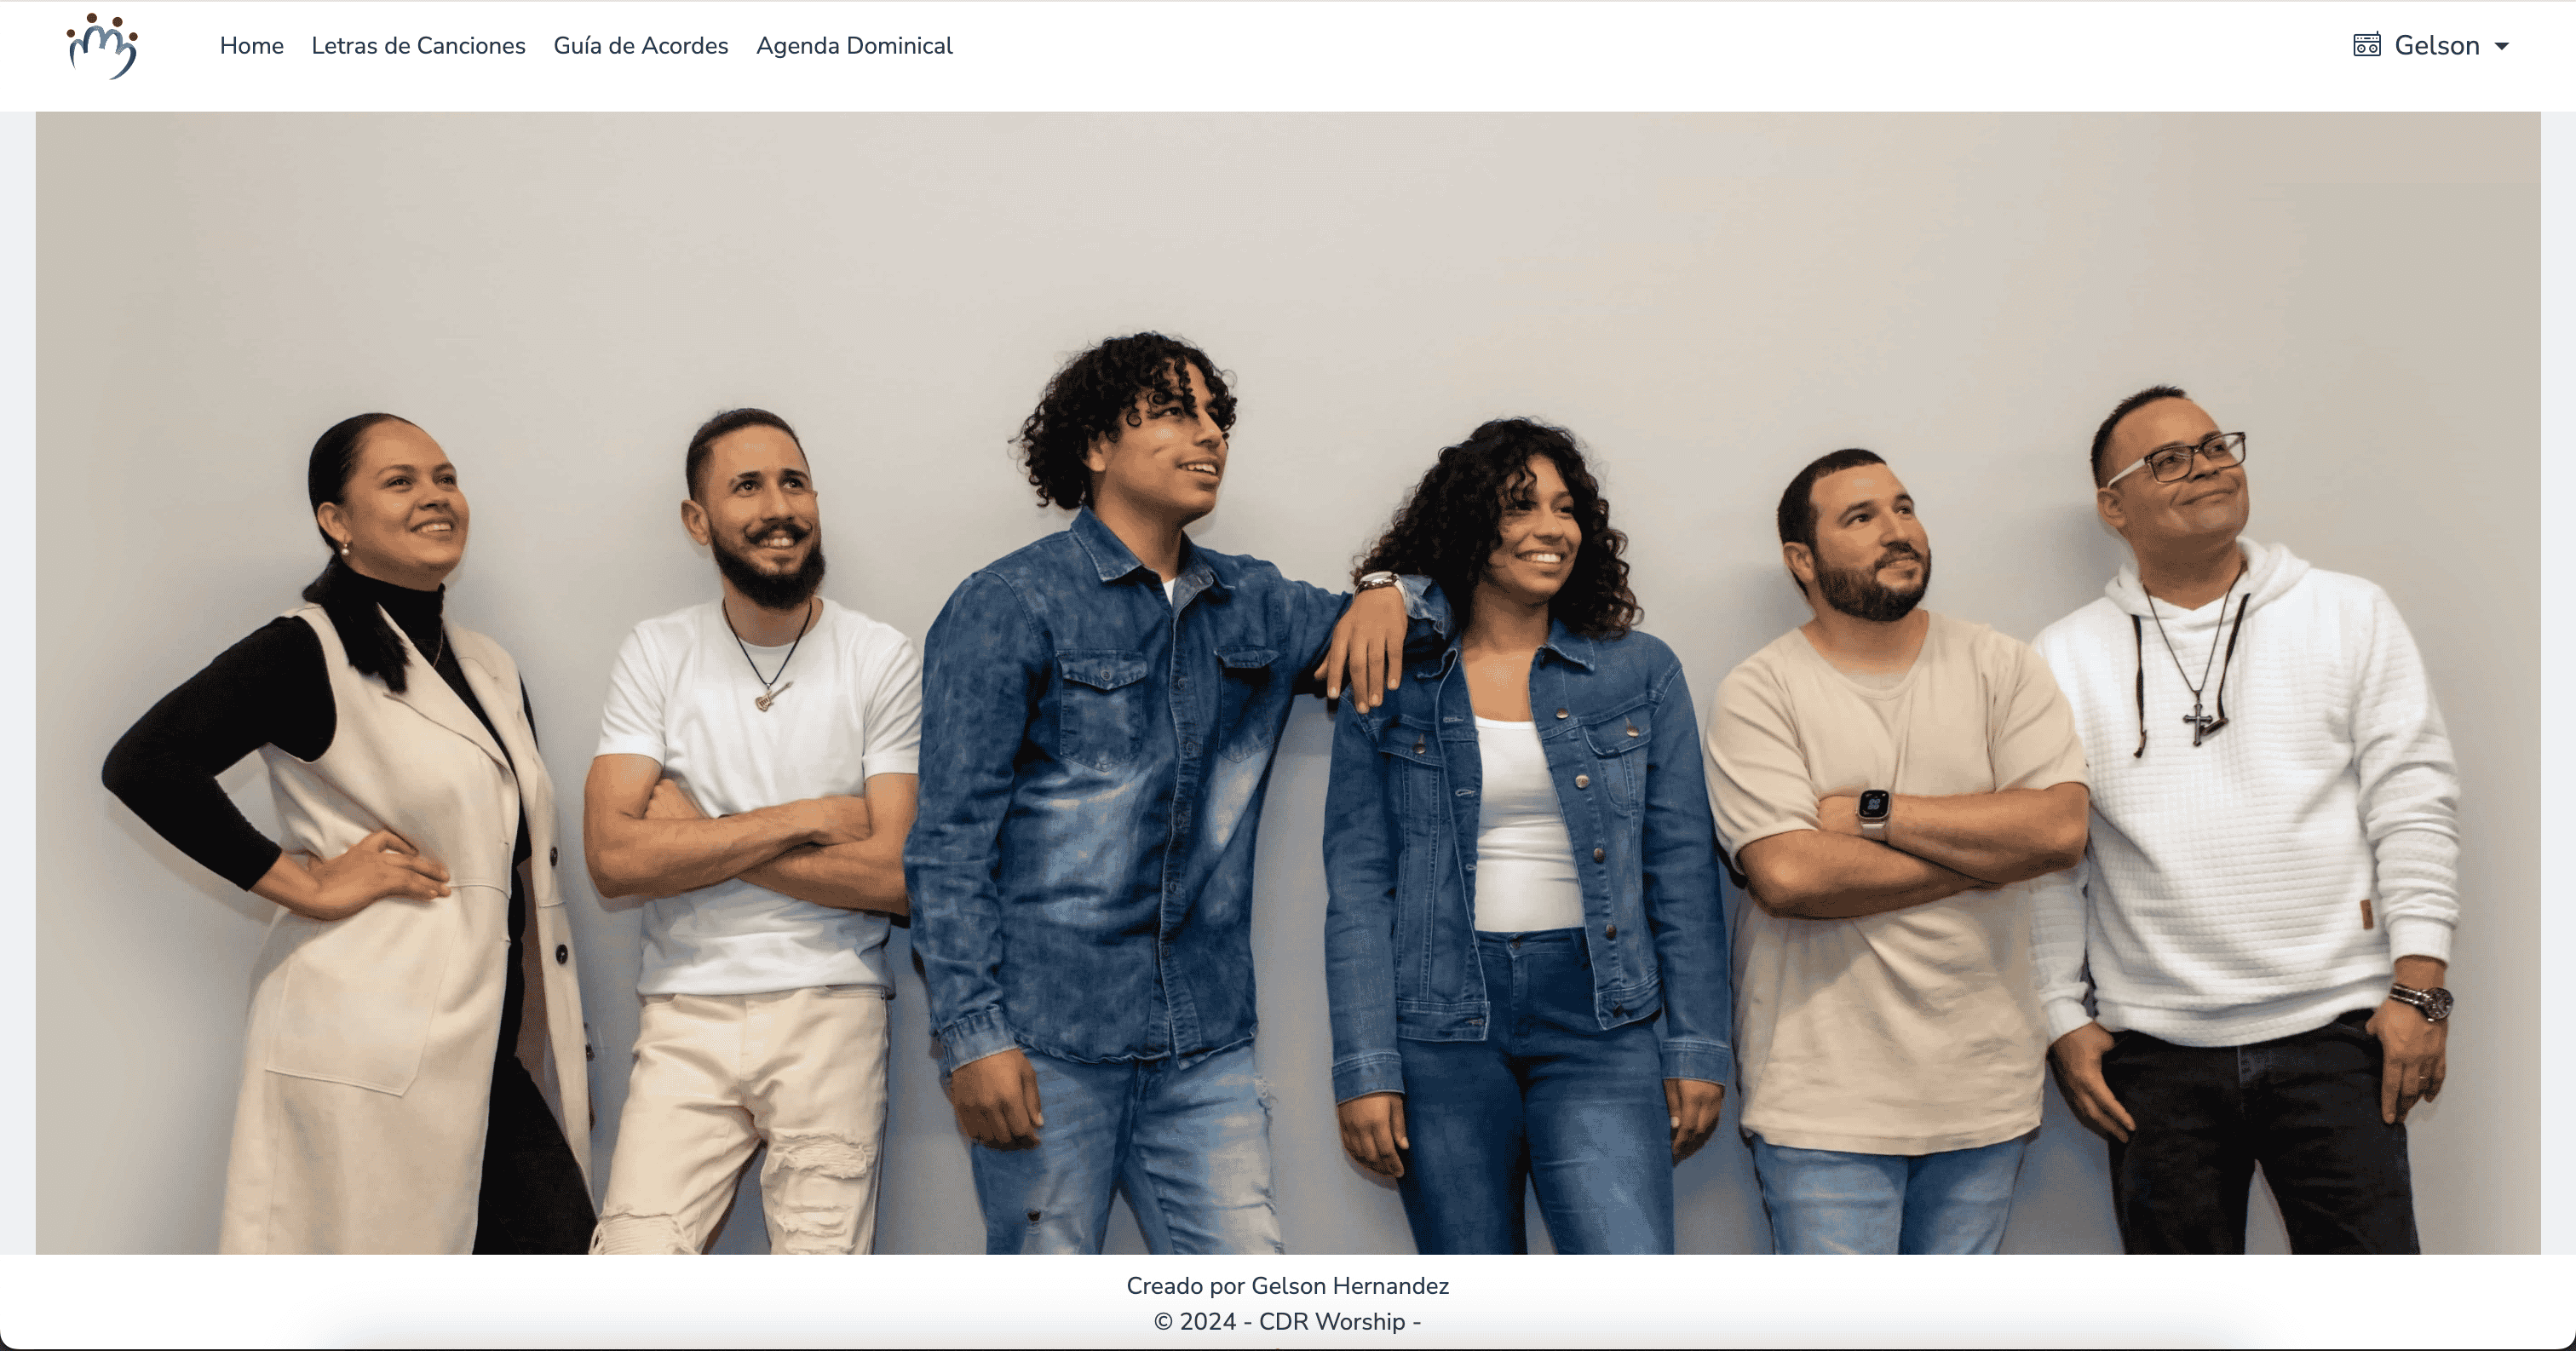 Home Letras de Canciones Guía de Acordes Agenda Dominical Gelson
Creado por Gelson Hernandez
© 2024 - CDR Worship -